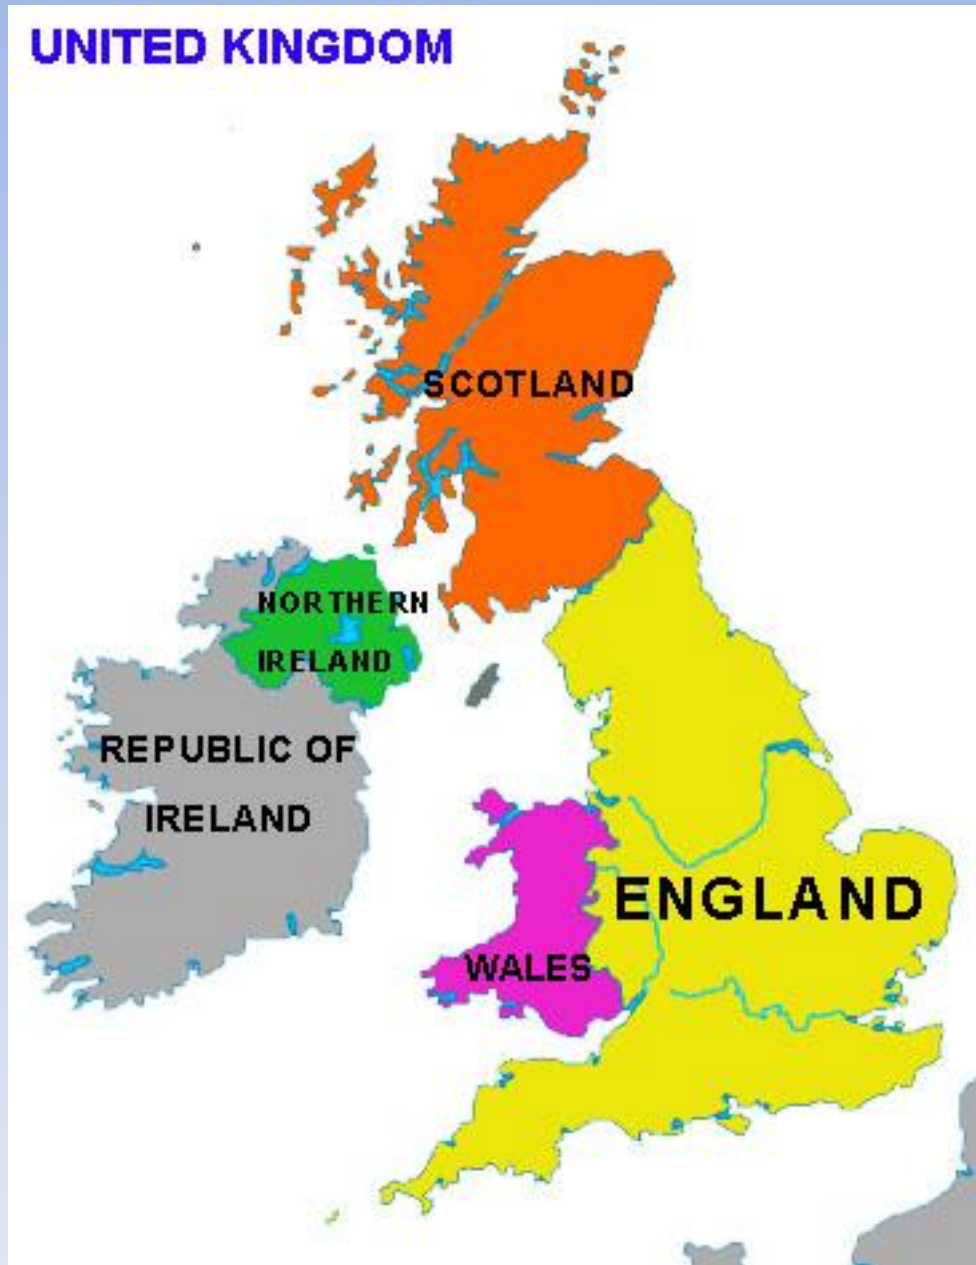 UNITED KINGDOM
SCOTLAND
NORTHERN
IRELAND
REPUBLIC OF
IRELAND
ENGLAND
WALES